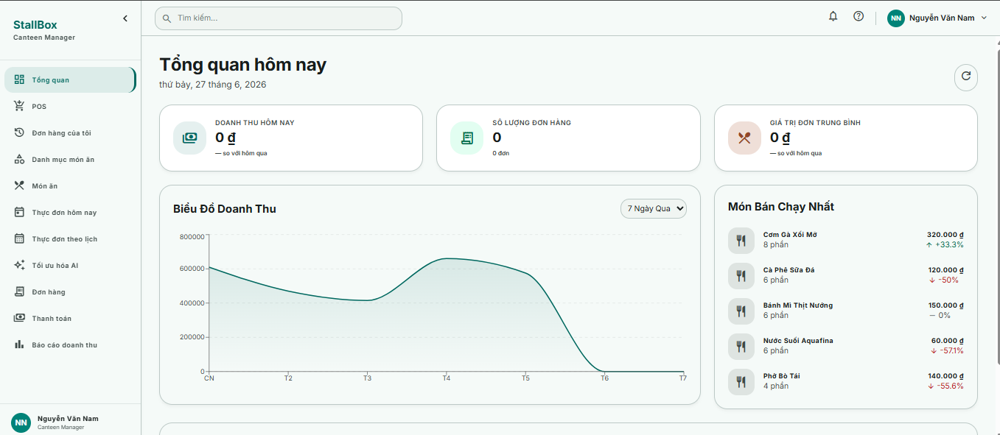 StallBox
Canteen Manager
Tìm kiếm...
NN
Nguyễn Văn Nam
Tổng quan
POS
Đơn hàng của tôi
Danh mục món ăn
Món ăn
Thực đơn hôm nay
Thực đơn theo lịch
Tối ưu hóa AI
Đơn hàng
Thanh toán
Báo cáo doanh thu
NN
Nguyễn Văn Nam
Canteen Manager
Tổng quan hôm nay
thứ bảy, 27 tháng 6, 2026
DOANH THU HÔM NAY
0 ₫
— so với hôm qua
SỐ LƯỢNG ĐƠN HÀNG
0
0 đơn
GIÁ TRỊ ĐƠN TRUNG BÌNH
0 ₫
— so với hôm qua
Biểu Đồ Doanh Thu
7 Ngày Qua
800000
600000
400000
200000
0
CN T2 T3 T4 T5 T6 T7
Món Bán Chạy Nhất
Cơm Gà Xối Mỡ 320.000 ₫
8 phần ↑ +33.3%
Cà Phê Sữa Đá 120.000 ₫
6 phần ↓ -50%
Bánh Mì Thịt Nướng 150.000 ₫
6 phần — 0%
Nước Suối Aquafina 60.000 ₫
6 phần ↓ -57.1%
Phở Bò Tái 140.000 ₫
4 phần ↓ -55.6%